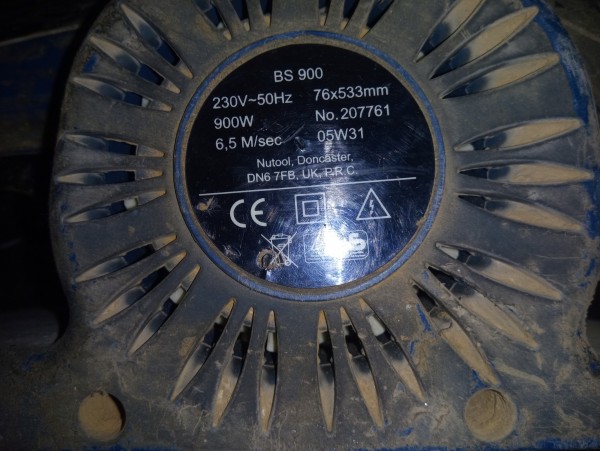 BS 900
230V~50Hz 76x533mm
900W No.207761
6,5 M/sec 05W31
Nutool, Doncaster,
DN6 7FB, UK, P.R.C.
CE